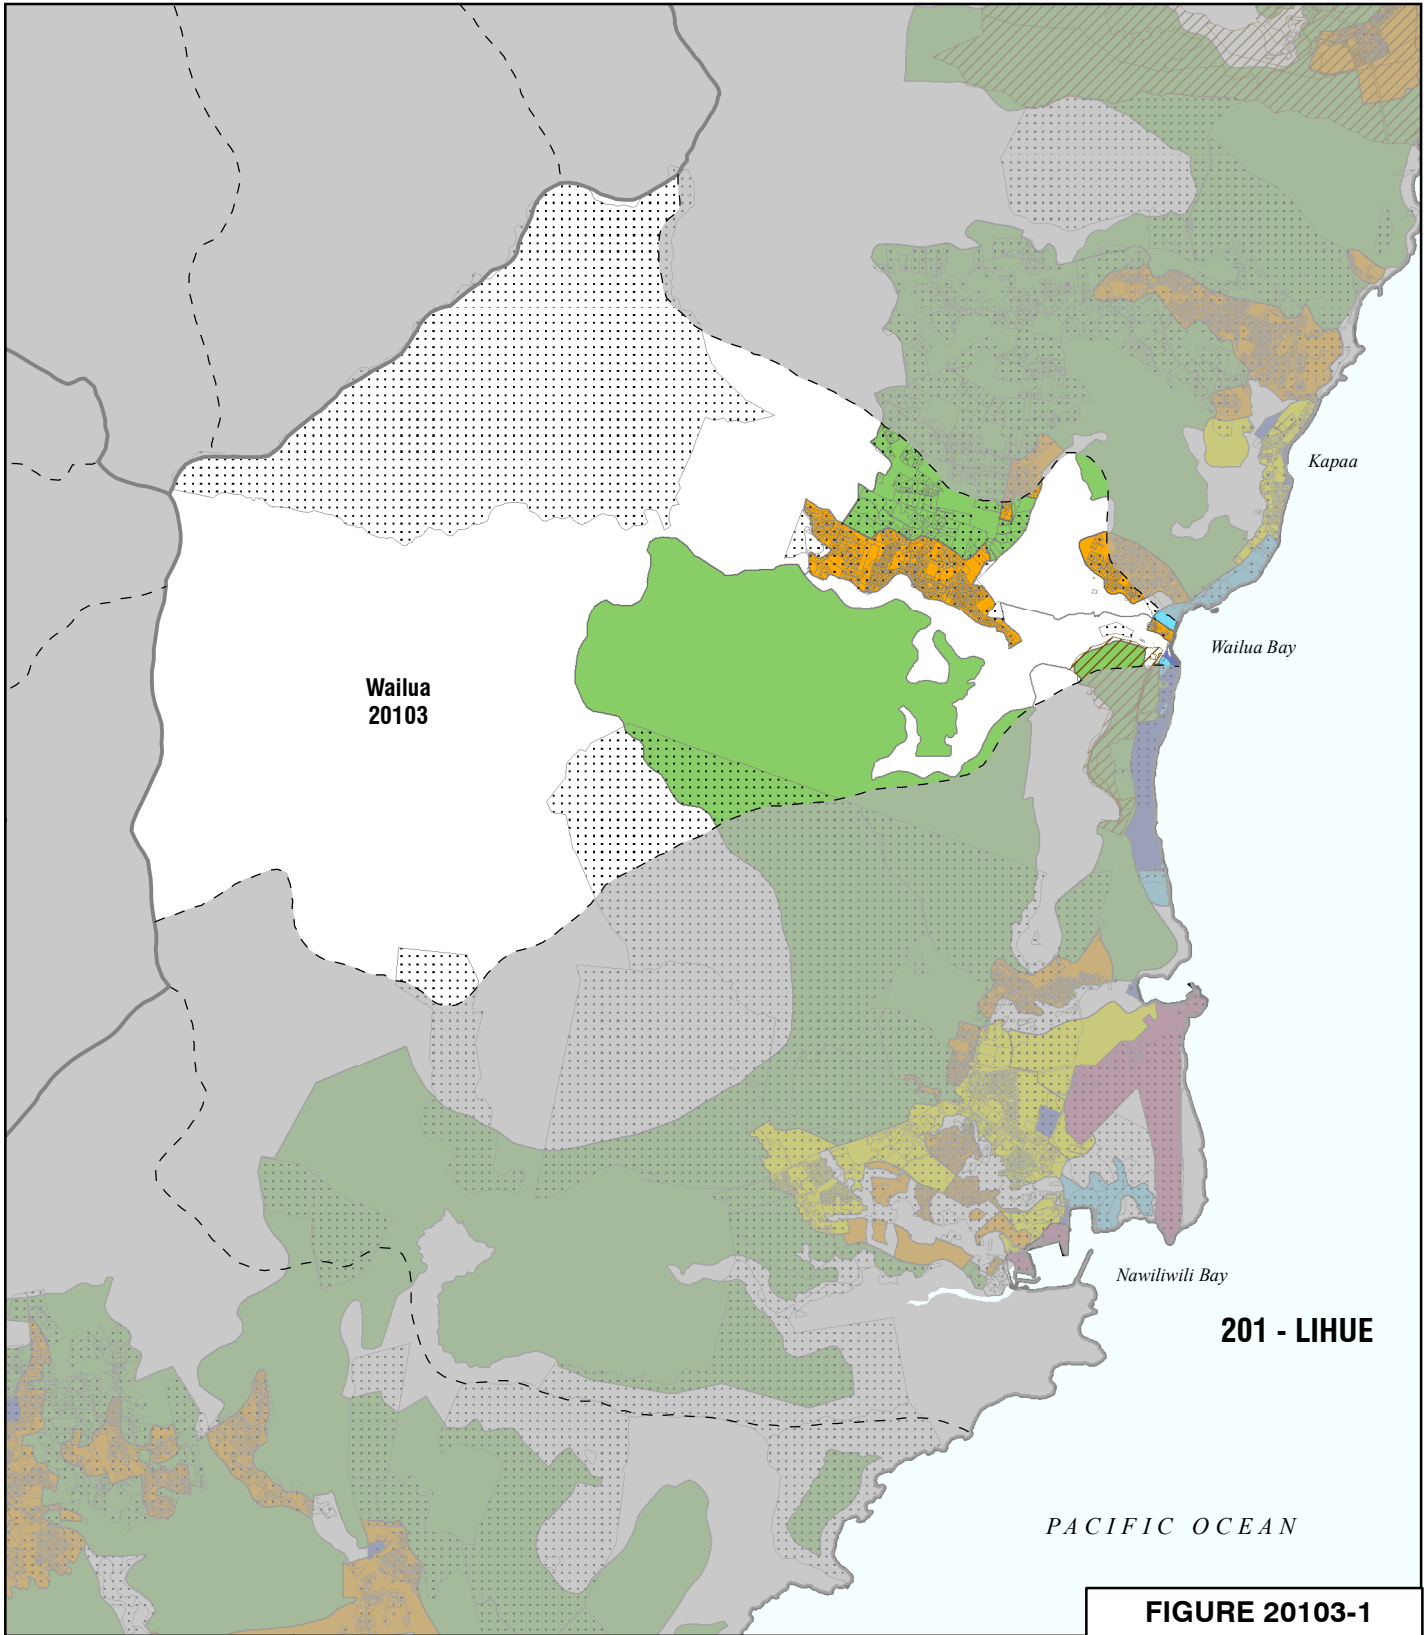 Kapaa
Wailua Bay
Wailua
20103
Nawiliwili Bay
201 - LIHUE
PACIFIC OCEAN
FIGURE 20103-1